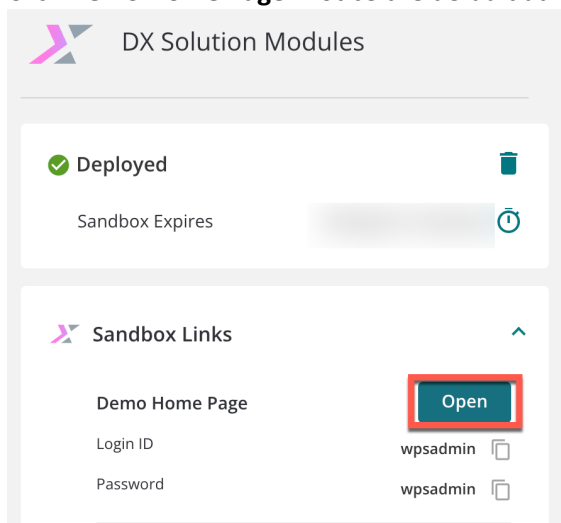 DX Solution Modules
Deployed
Sandbox Expires
Sandbox Links
Demo Home Page Open
Login ID wpsadmin
Password wpsadmin